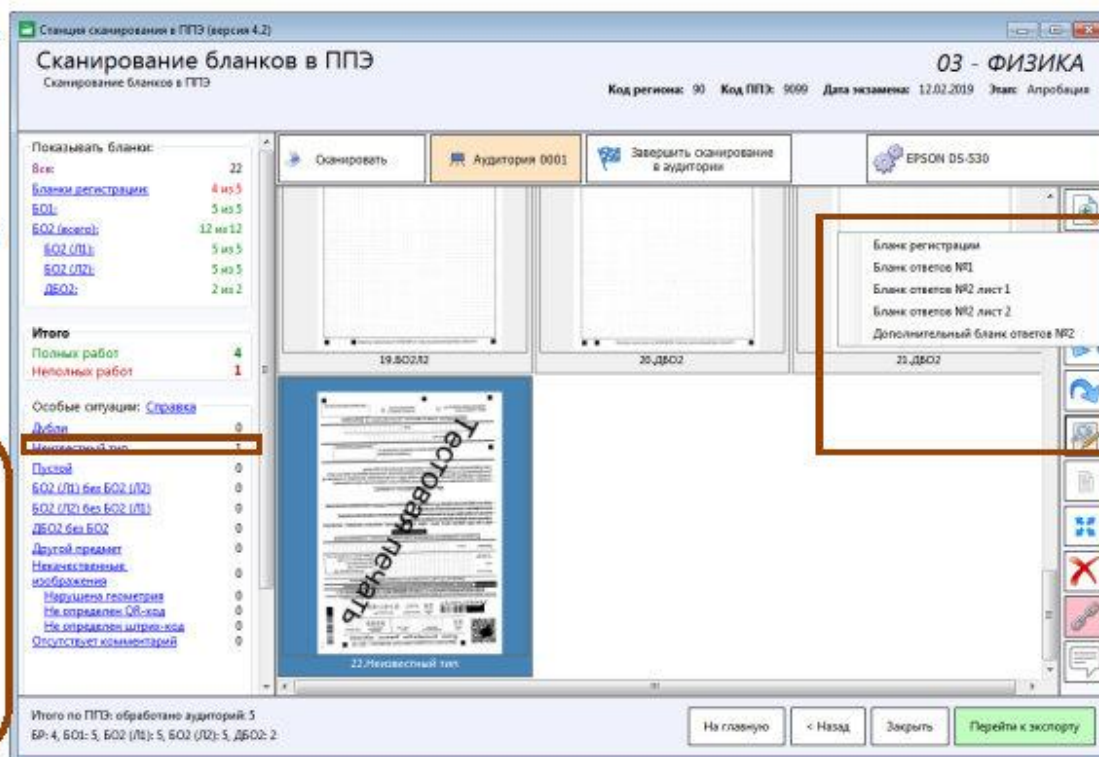 Станция сканирования в ППЭ (версия 4.2)
Сканирование бланков в ППЭ
Сканирование бланков в ППЭ
03 - ФИЗИКА
Код региона: 90 Код ППЭ: 9099 Дата экзамена: 12.02.2019 Этап: Апробация
Показывать бланки:
Все: 22
Бланки регистрации: 4 из 5
БО1: 5 из 5
БО2 (всего): 12 из 12
БО2 (Л1): 5 из 5
БО2 (Л2): 5 из 5
ДБО2: 2 из 2
Итого
Полных работ 4
Неполных работ 1
Особые ситуации: Справка
Дубли 0
Неизвестный тип 1
Пустой 0
БО2 (Л1) без БО2 (Л2) 0
БО2 (Л2) без БО2 (Л1) 0
ДБО2 без БО2 0
Другой предмет 0
Некачественные изображения 0
Нарушена геометрия 0
Не определен QR-код 0
Не определен штрих-код 0
Отсутствует комментарий 0
Сканировать
Аудитория 0001
Завершить сканирование
в аудитории
EPSON DS-530
Бланк регистрации
Бланк ответов №1
Бланк ответов №2 лист 1
Бланк ответов №2 лист 2
Дополнительный бланк ответов №2
19.БО2Л2
20.ДБО2
21.ДБО2
Тестовая печать
22.Неизвестный тип
Итого по ППЭ: обработано аудиторий: 5
БР: 4, БО1: 5, БО2 (Л1): 5, БО2 (Л2): 5, ДБО2: 2
На главную
< Назад
Закрыть
Перейти к экспорту